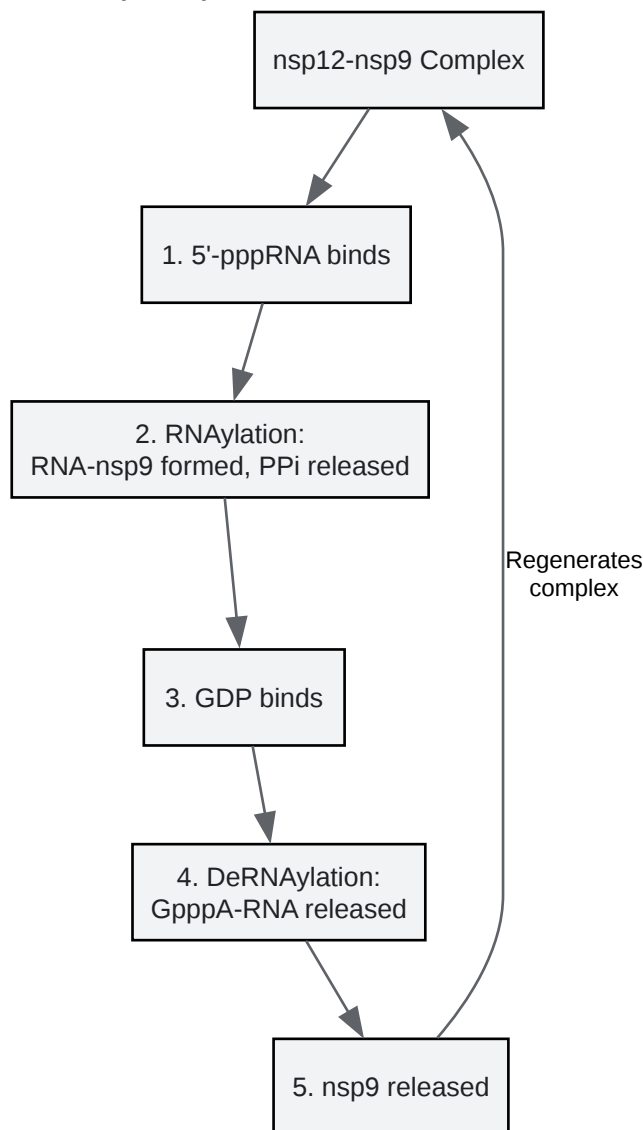 nsp12-nsp9 Complex
1. 5'-pppRNA binds
2. RNAylation:
RNA-nsp9 formed, PPi released
Regenerates
complex
3. GDP binds
4. DeRNAylation:
GpppA-RNA released
5. nsp9 released